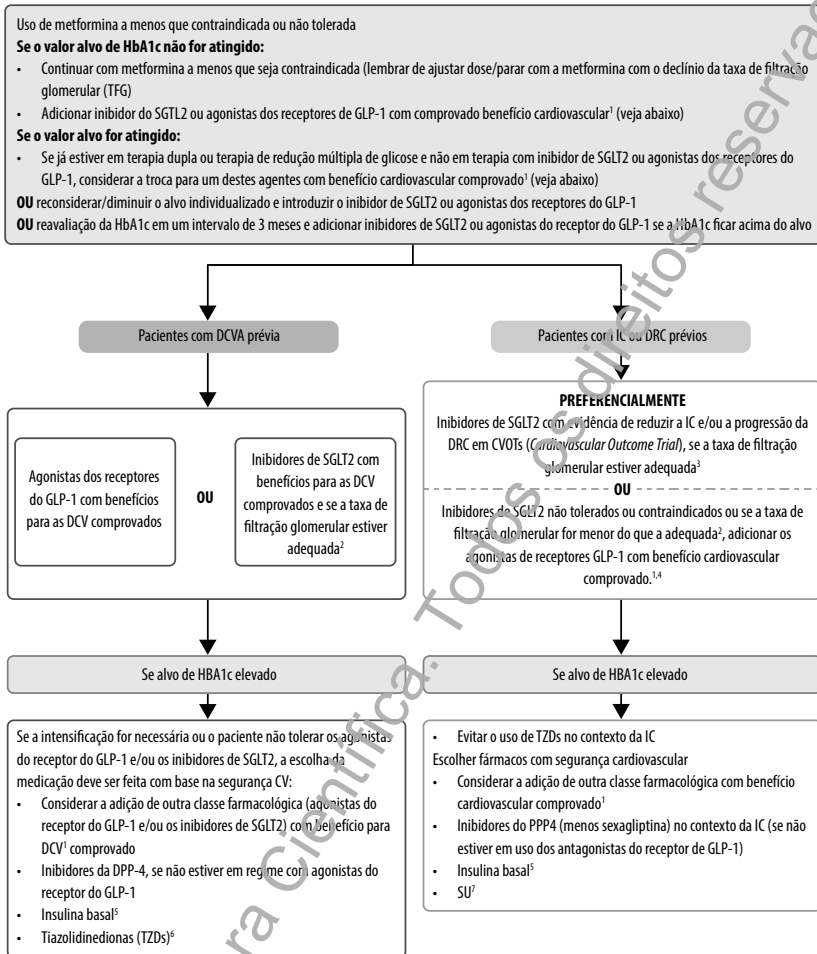 Uso de metformina a menos que contraindicada ou não tolerada
Se o valor alvo de HbA1c não for atingido:
• Continuar com metformina a menos que seja contraindicada (lembrar de ajustar dose/parar com a metformina com o declínio da taxa de filtração
glomerular (TFG)
• Adicionar inibidor do SGTL2 ou agonistas dos receptores de GLP-1 com comprovado benefício cardiovascular¹ (veja abaixo)
Se o valor alvo for atingido:
• Se já estiver em terapia dupla ou terapia de redução múltipla de glicose e não em terapia com inibidor de SGLT2 ou agonistas dos receptores do
GLP-1, considerar a troca para um destes agentes com benefício cardiovascular comprovado¹ (veja abaixo)
OU reconsiderar/diminuir o alvo individualizado e introduzir o inibidor de SGLT2 ou agonistas dos receptores do GLP-1
OU reavaliação da HbA1c em um intervalo de 3 meses e adicionar inibidores de SGLT2 ou agonistas do receptor do GLP-1 se a HbA1c ficar acima do alvo
Pacientes com DCVA prévia
Agonistas dos receptores
do GLP-1 com benefícios
para as DCV comprovados
OU
Inibidores de SGLT2 com
benefícios para as DCV
comprovados e se a taxa de
filtração glomerular estiver
adequada²
Se alvo de HBA1c elevado
Se a intensificação for necessária ou o paciente não tolerar os agonistas
do receptor do GLP-1 e/ou os inibidores de SGLT2, a escolha da
medicação deve ser feita com base na segurança CV:
• Considerar a adição de outra classe farmacológica (agonistas do
receptor do GLP-1 e/ou os inibidores de SGLT2) com benefício para
DCV¹ comprovado
• Inibidores da DPP-4, se não estiver em regime com agonistas do
receptor do GLP-1
• Insulina basal⁵
• Tiazolidinedionas (TZDs)⁶
Pacientes com IC ou DRC prévios
PREFERENCIALMENTE
Inibidores de SGLT2 com evidência de reduzir a IC e/ou a progressão da
DRC em CVOTs (Cardiovascular Outcome Trial), se a taxa de filtração
glomerular estiver adequada³
OU
Inibidores de SGLT2 não tolerados ou contraindicados ou se a taxa de
filtração glomerular for menor do que a adequada², adicionar os
agonistas de receptores GLP-1 com benefício cardiovascular
comprovado.¹,⁴
Se alvo de HBA1c elevado
• Evitar o uso de TZDs no contexto da IC
Escolher fármacos com segurança cardiovascular
• Considerar a adição de outra classe farmacológica com benefício
cardiovascular comprovado¹
• Inibidores do PPP4 (menos sexagliptina) no contexto da IC (se não
estiver em uso dos antagonistas do receptor de GLP-1)
• Insulina basal⁵
• SU⁷
ra Científica. Todos os direitos reservad